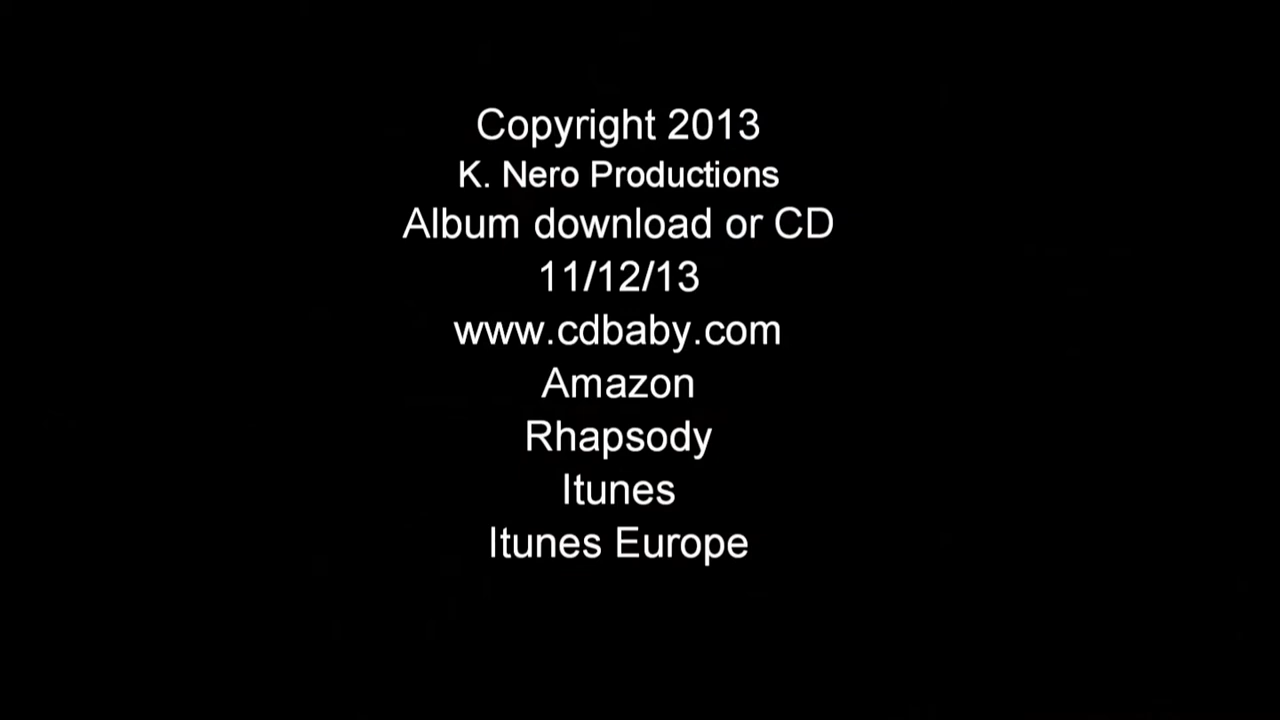 Copyright 2013
K. Nero Productions
Album download or CD
11/12/13
www.cdbaby.com
Amazon
Rhapsody
Itunes
Itunes Europe